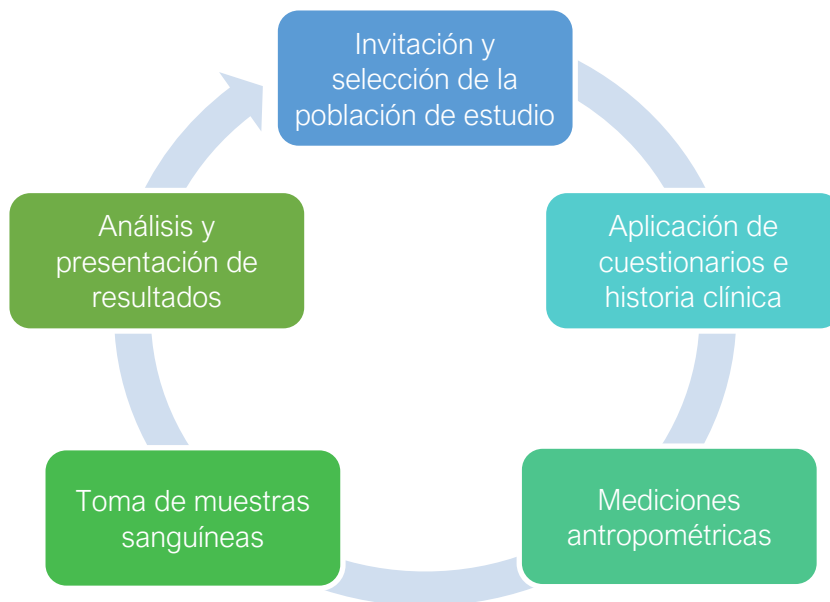 Invitación y
selección de la
población de estudio
Aplicación de
cuestionarios e
historia clínica
Mediciones
antropométricas
Toma de muestras
sanguíneas
Análisis y
presentación de
resultados